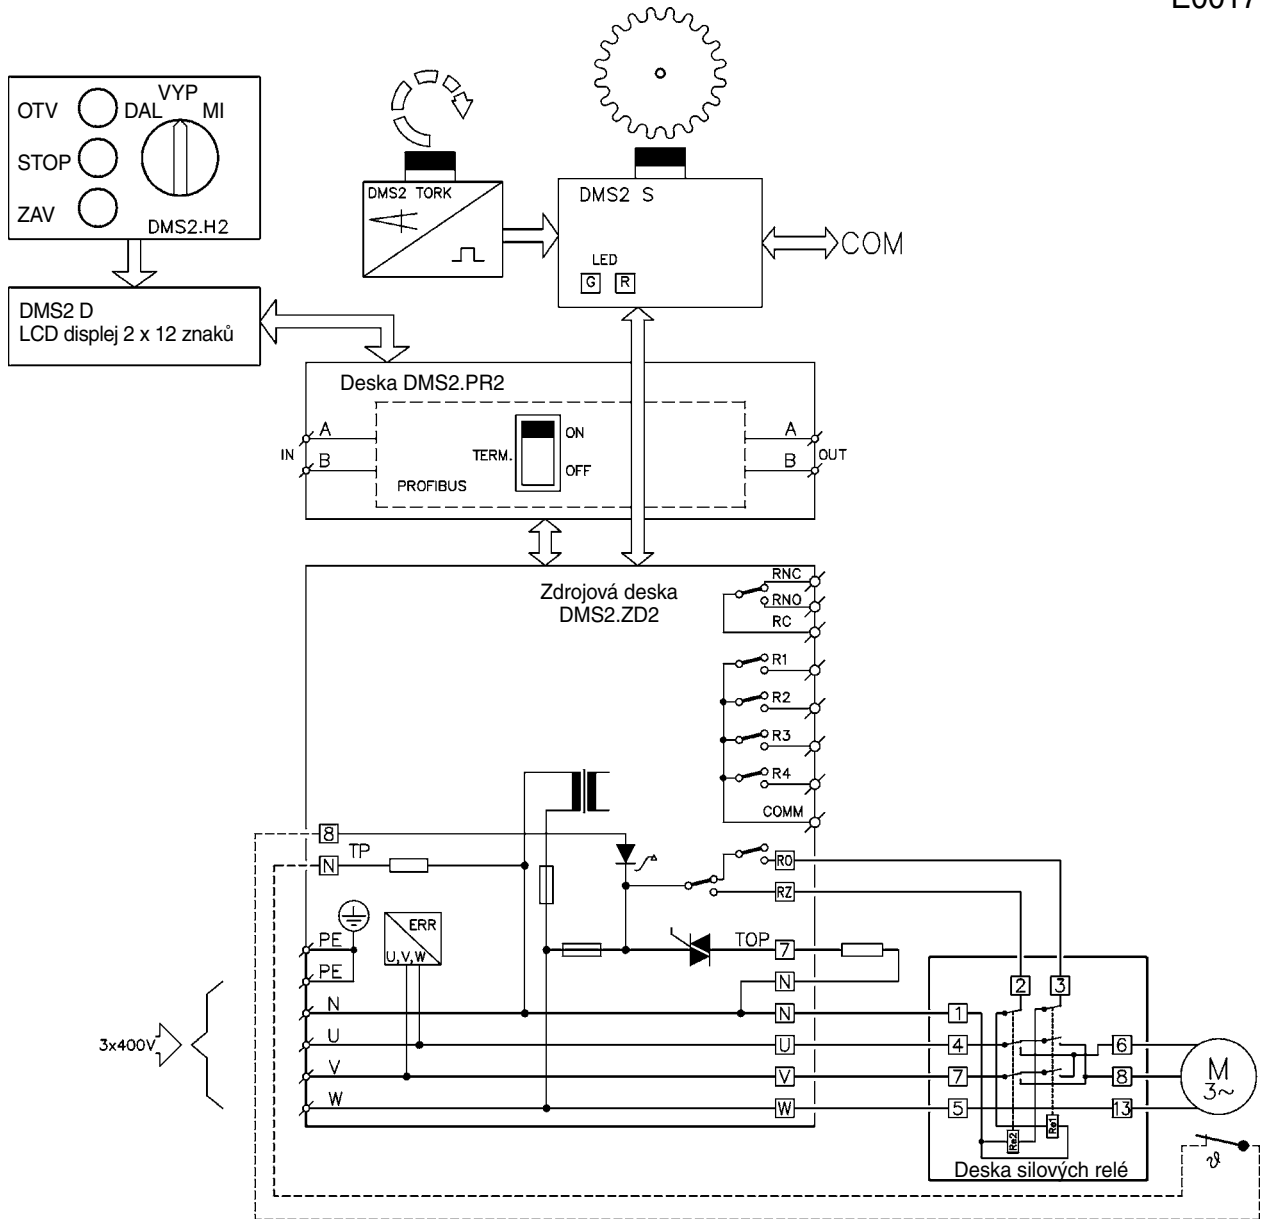 E0017
OTV
DAL
VYP
MI
STOP
ZAV
DMS2.H2
DMS2 TORK
DMS2 S
LED
G R
COM
DMS2 D
LCD displej 2 x 12 znaků
Deska DMS2.PR2
IN
A
B
TERM.
ON
OFF
PROFIBUS
A
B
OUT
Zdrojová deska
DMS2.ZD2
RNC
RNO
RC
R1
R2
R3
R4
COMM
8
TP
N
RO
RZ
PE
PE
ERR
U,V,W
TOP
7
N
3x400V
N
N
1
U
U
4
V
V
7
W
W
5
2
3
6
8
13
Re2
Re1
M
3~
ϑ
Deska silových relé